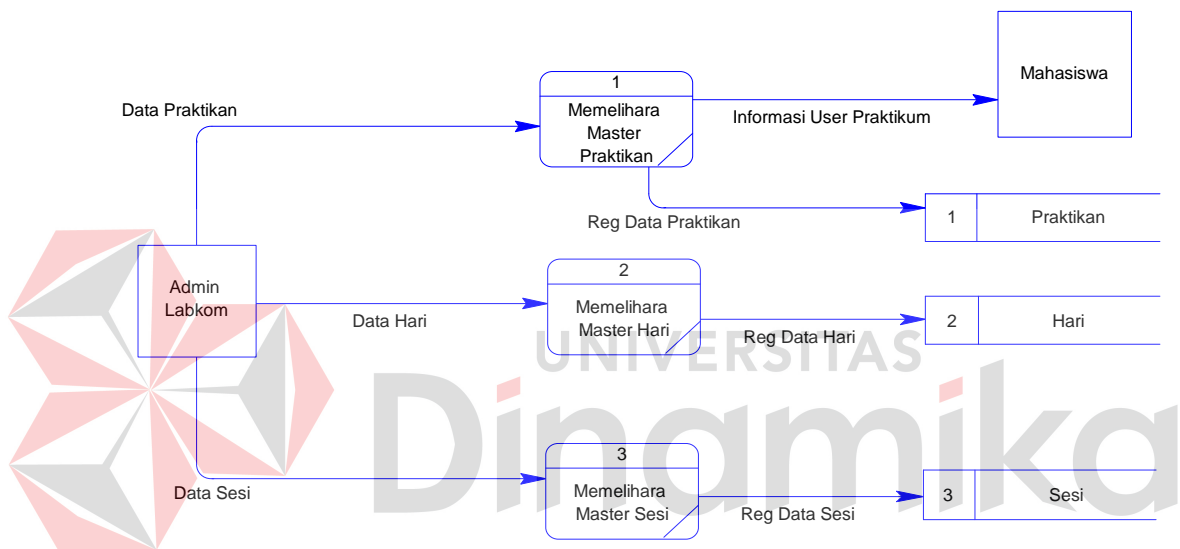 Data Praktikan
1
Memelihara
Master
Praktikan
Informasi User Praktikum
Mahasiswa
Reg Data Praktikan
1
Praktikan
Admin
Labkom
Data Hari
2
Memelihara
Master Hari
Reg Data Hari
2
Hari
UNIVERSITAS
Dinamika
Data Sesi
3
Memelihara
Master Sesi
Reg Data Sesi
3
Sesi